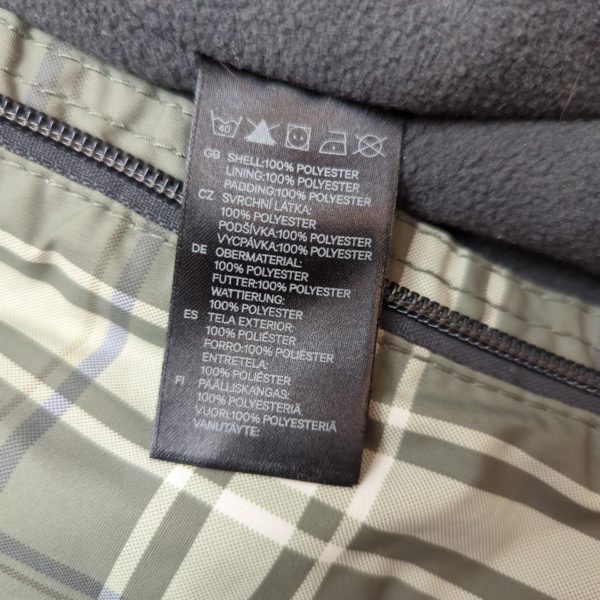 40
GB SHELL:100% POLYESTER
LINING:100% POLYESTER
PADDING:100% POLYESTER
CZ SVRCHNÍ LÁTKA:
100% POLYESTER
PODŠÍVKA:100% POLYESTER
VÝCPÁVKA:100% POLYESTER
DE OBERMATERIAL:
100% POLYESTER
FUTTER:100% POLYESTER
WATTIERUNG:
100% POLYESTER
ES TELA EXTERIOR:
100% POLIÉSTER
FORRO:100% POLIÉSTER
ENTRETELA:
100% POLIÉSTER
FI PÄÄLLISKANGAS:
100% POLYESTERIÄ
VUORI:100% POLYESTERIÄ
VANUTÄYTE: